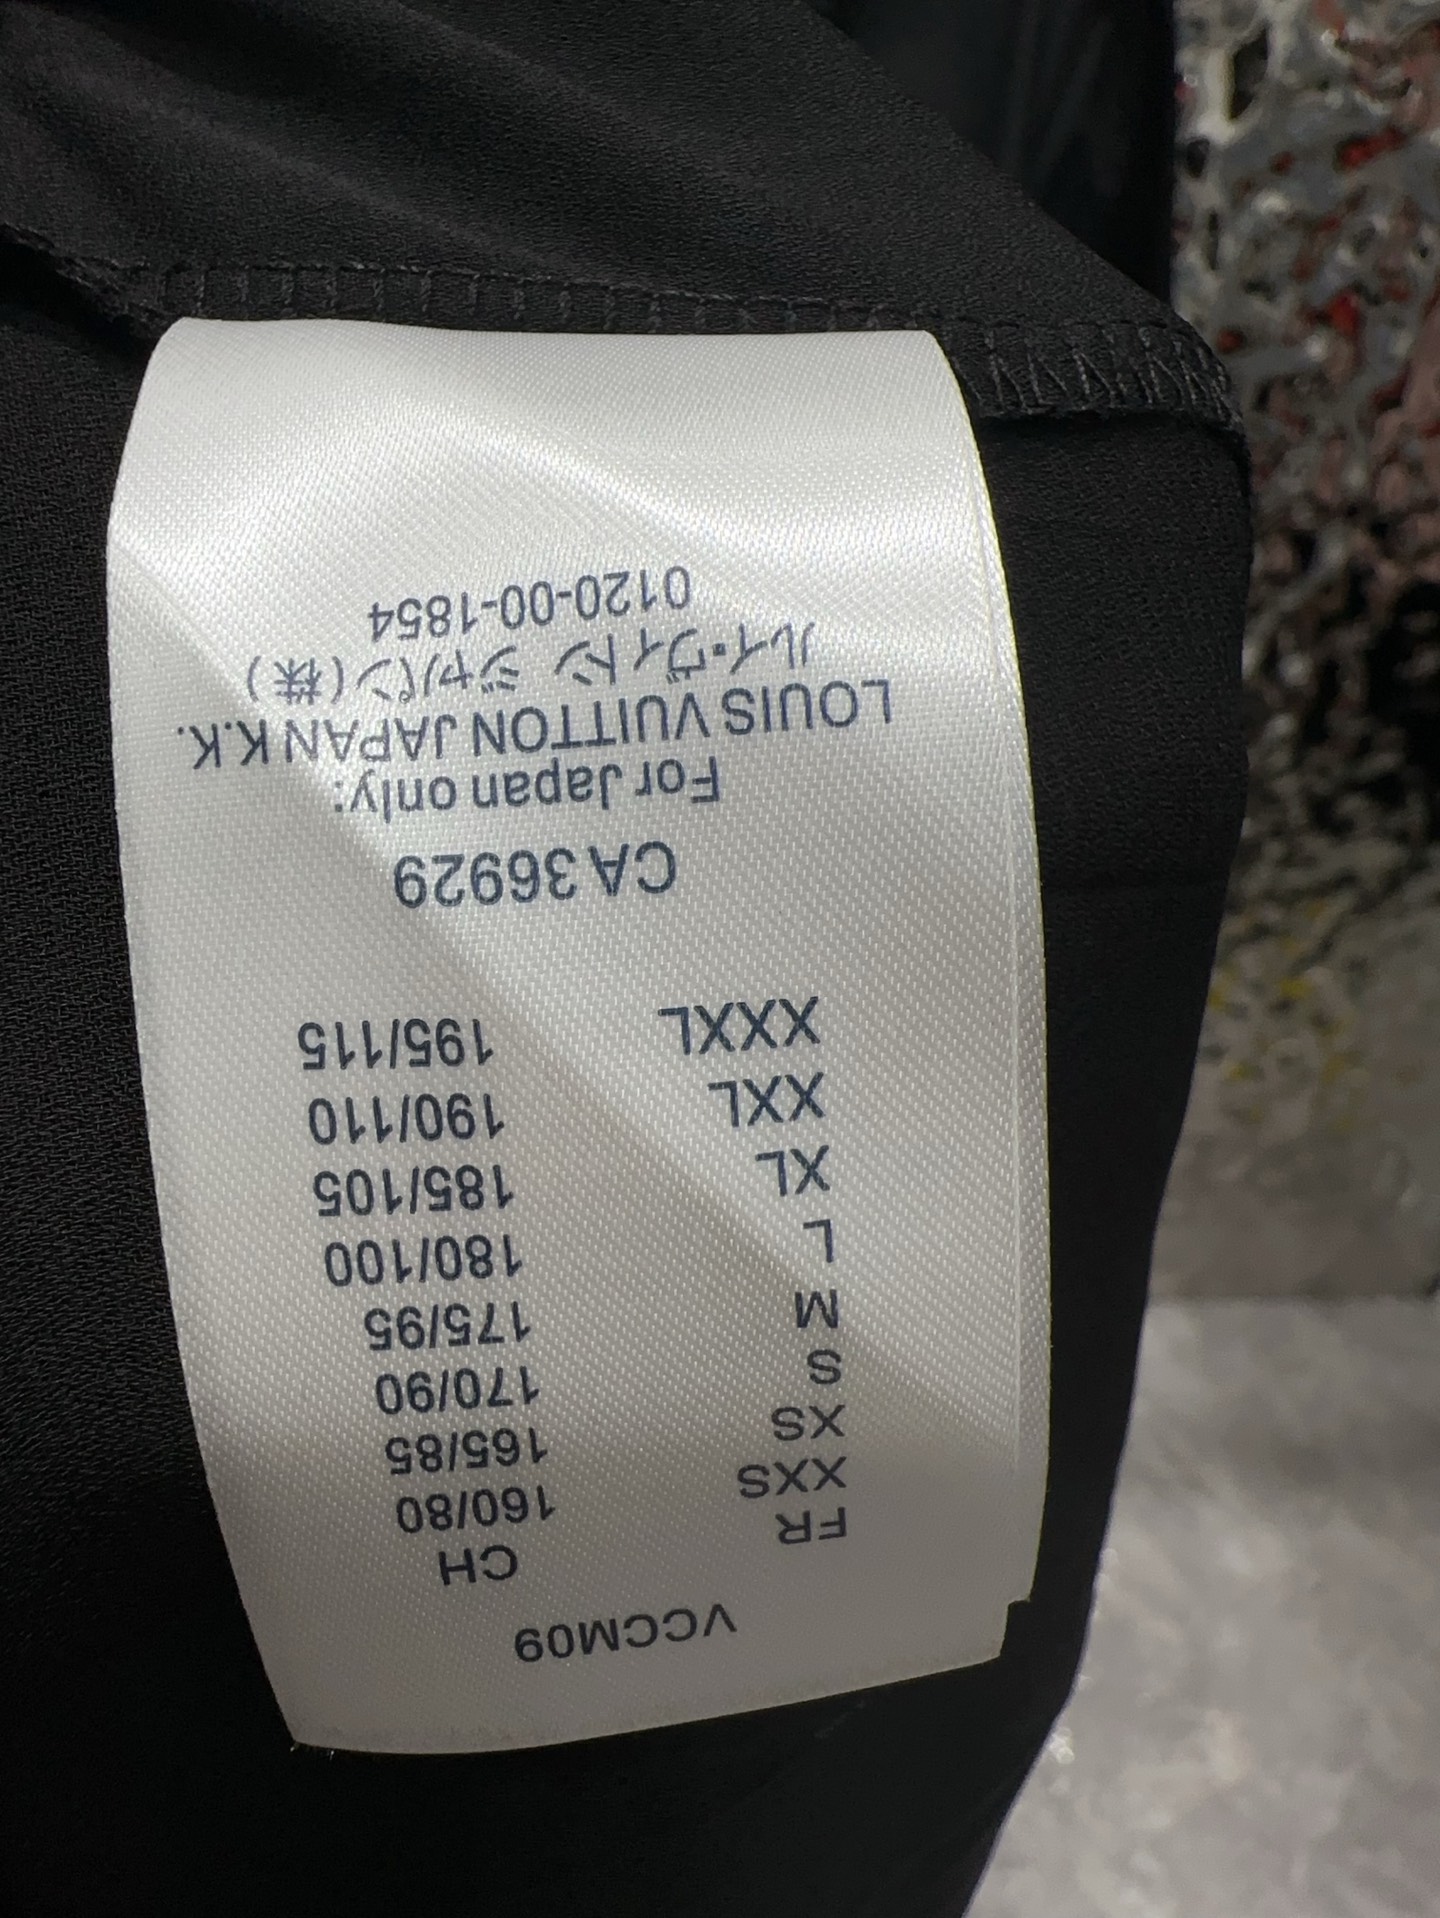 VCCM09
FR CH
XXS 160/80
XS 165/85
S 170/90
M 175/95
L 180/100
XL 185/105
XXL 190/110
XXXL 195/115
CA 36929
For Japan only:
LOUIS VUITTON JAPAN K.K.
ルイ・ヴィトン ジャパン(株)
0120-00-1854